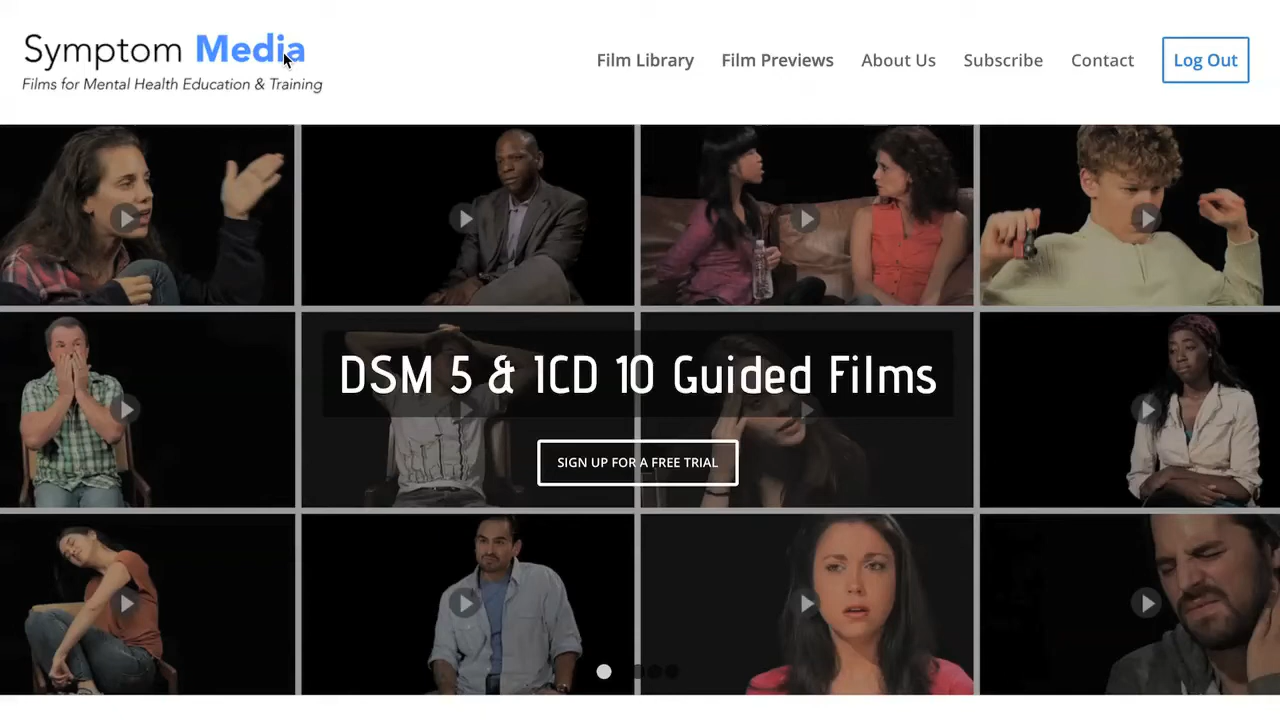 Symptom Media
Films for Mental Health Education & Training
Film Library
Film Previews
About Us
Subscribe
Contact
Log Out
DSM 5 & ICD 10 Guided Films
SIGN UP FOR A FREE TRIAL